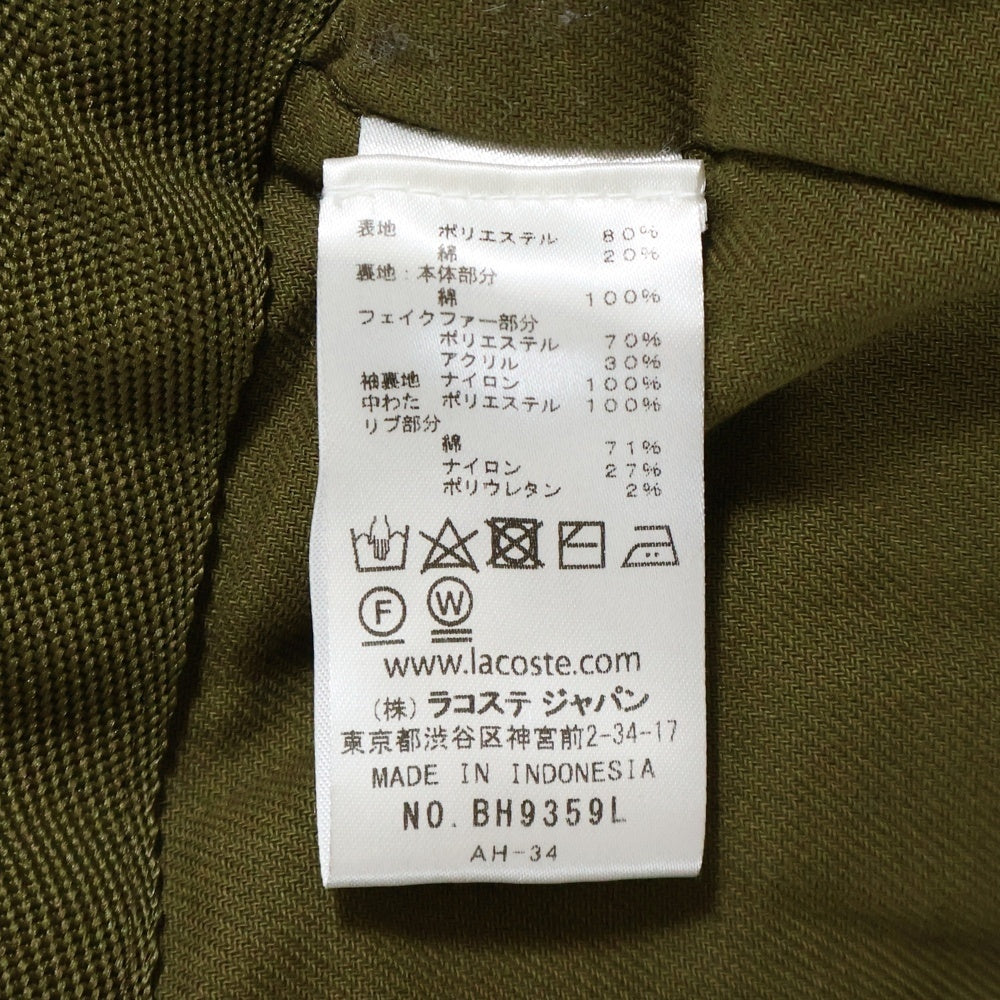 表地 ポリエステル 80%
綿 20%
裏地:本体部分
綿 100%
フェイクファー部分
ポリエステル 70%
アクリル 30%
袖裏地 ナイロン 100%
中わた ポリエステル 100%
リブ部分
綿 71%
ナイロン 27%
ポリウレタン 2%
F W
www.lacoste.com
(株) ラコステ ジャパン
東京都渋谷区神宮前2-34-17
MADE IN INDONESIA
NO. BH9359L
AH-34